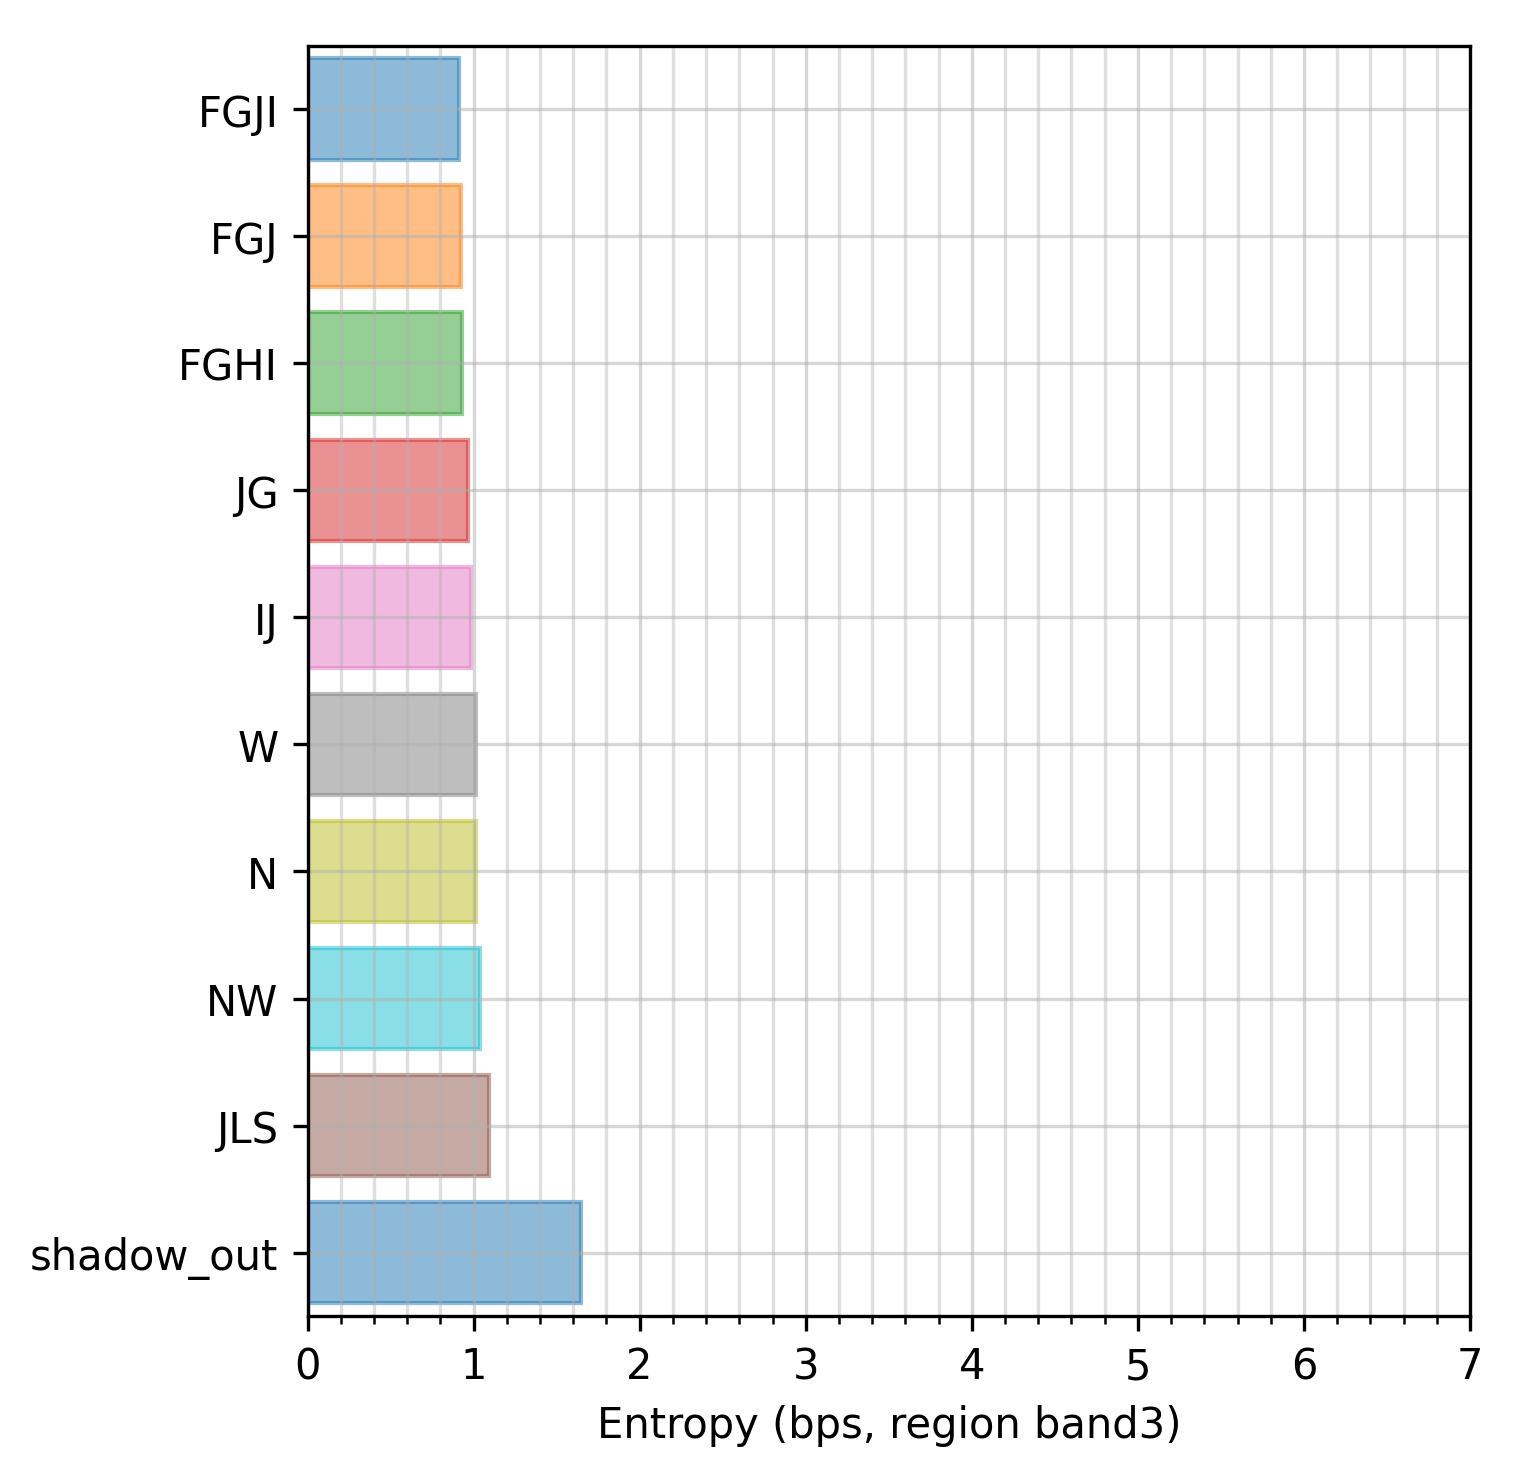 FGJI
FGJ
FGHI
JG
IJ
W
N
NW
JLS
shadow_out
0 1 2 3 4 5 6 7
Entropy (bps, region band3)